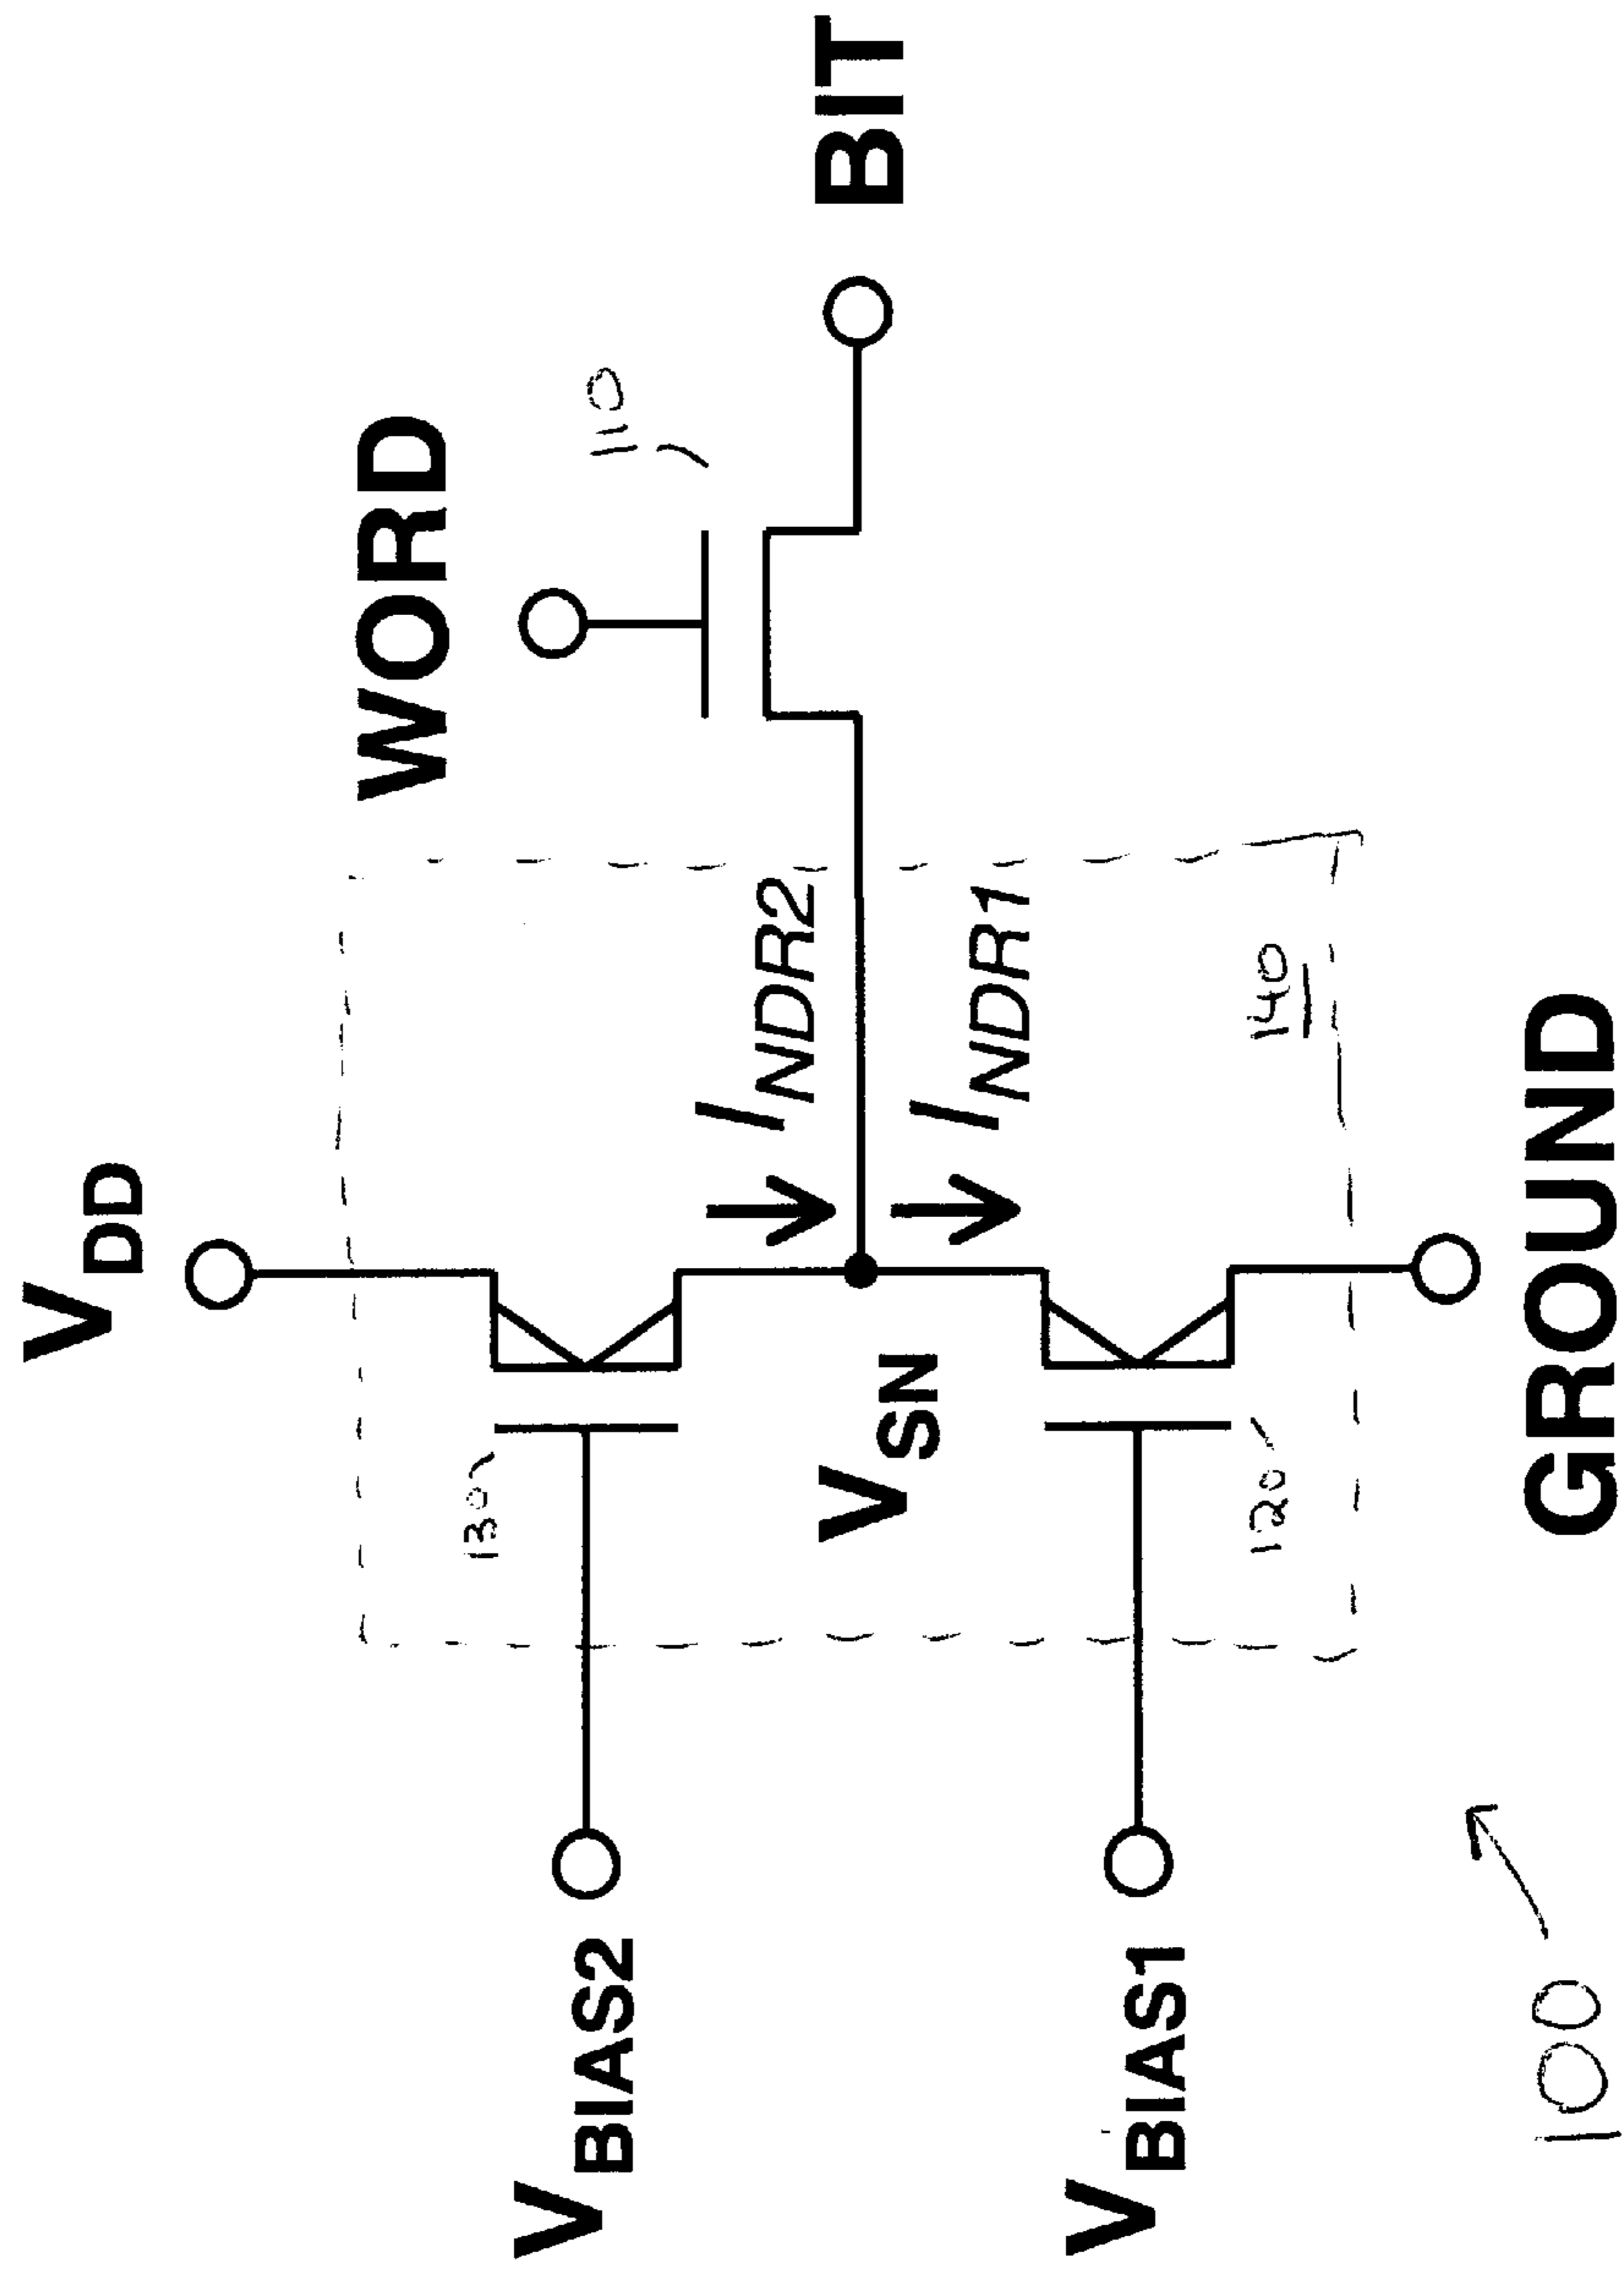 V_DD
WORD
110
BIT
V_BIAS2
130
I_NDR2
V_SN
I_NDR1
V_BIAS1
120
140
GROUND
100